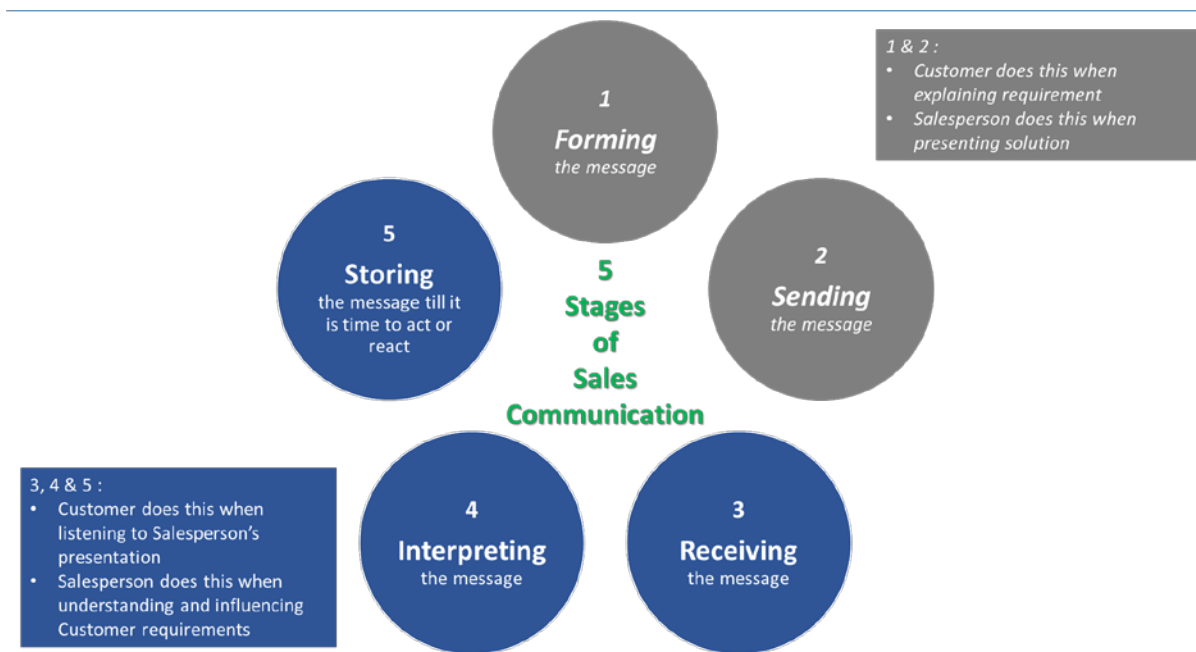 1
Forming
the message
1 & 2 :
• Customer does this when
explaining requirement
• Salesperson does this when
presenting solution
2
Sending
the message
5
Storing
the message till it
is time to act or
react
5
Stages
of
Sales
Communication
3
Receiving
the message
4
Interpreting
the message
3, 4 & 5 :
• Customer does this when
listening to Salesperson's
presentation
• Salesperson does this when
understanding and influencing
Customer requirements